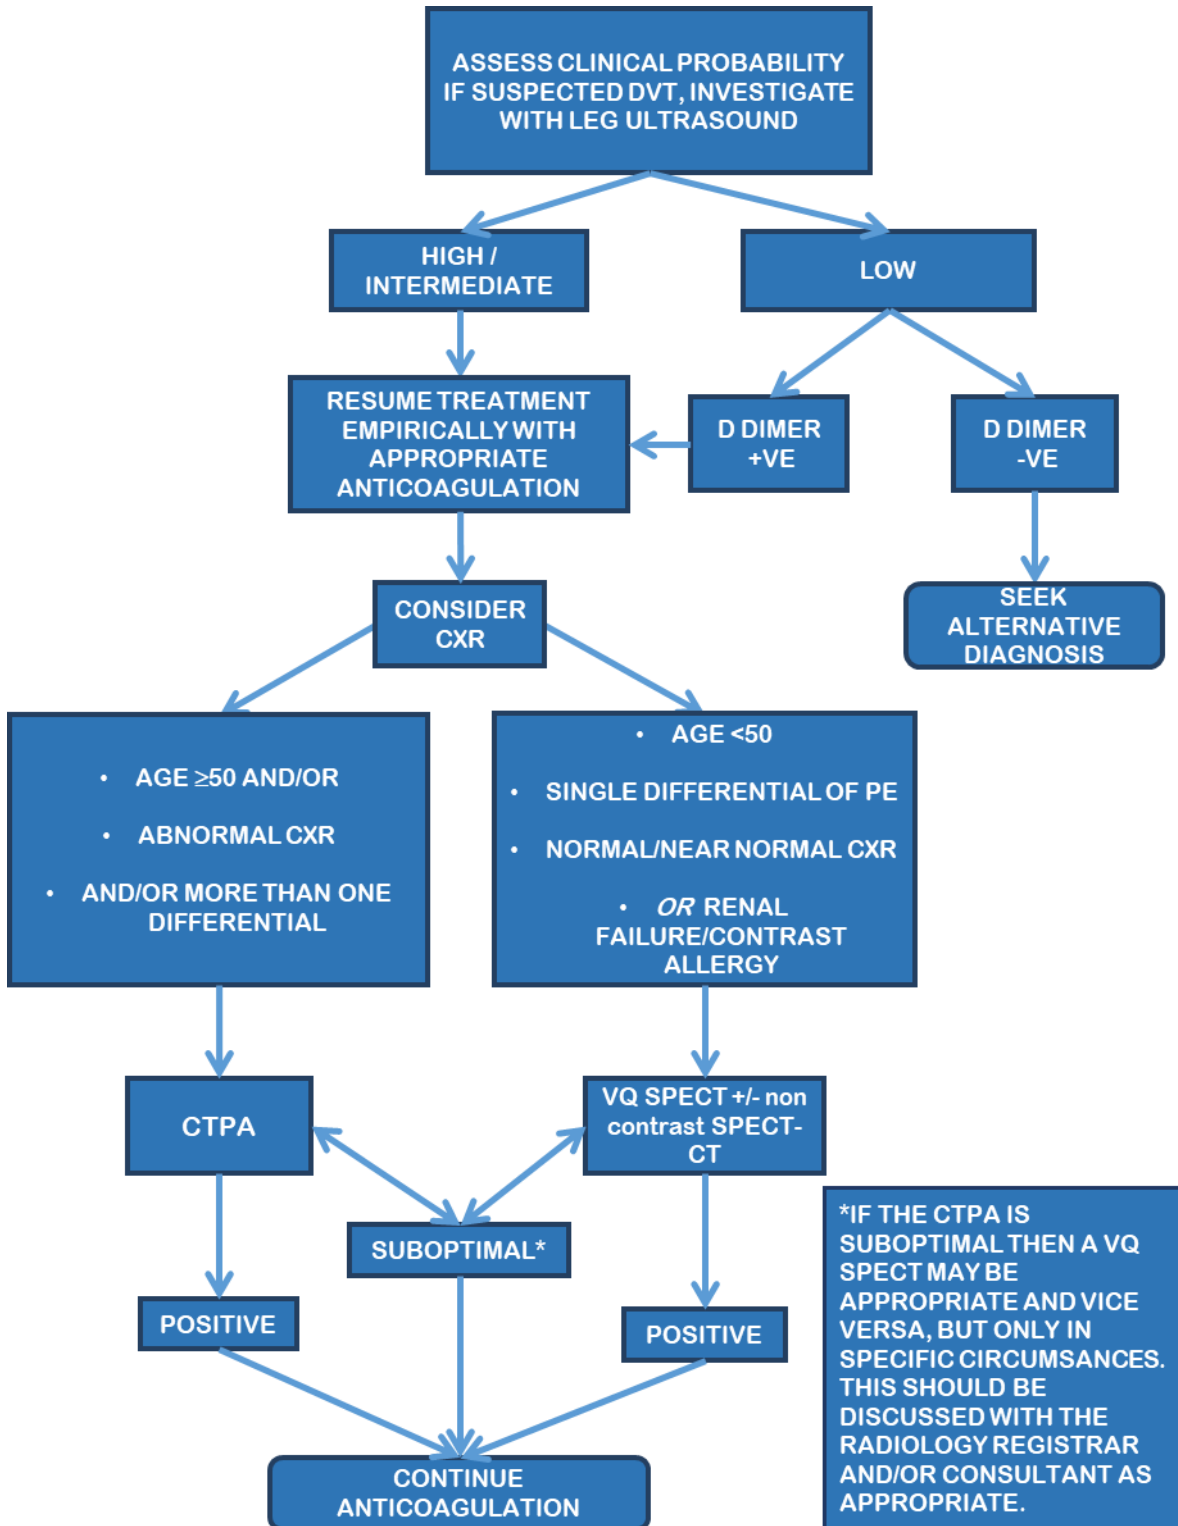 ASSESS CLINICAL PROBABILITY
IF SUSPECTED DVT, INVESTIGATE
WITH LEG ULTRASOUND
HIGH /
INTERMEDIATE
LOW
RESUME TREATMENT
EMPIRICALLY WITH
APPROPRIATE
ANTICOAGULATION
D DIMER
+VE
D DIMER
-VE
CONSIDER
CXR
SEEK
ALTERNATIVE
DIAGNOSIS
• AGE ≥50 AND/OR
• ABNORMAL CXR
• AND/OR MORE THAN ONE
DIFFERENTIAL
• AGE <50
• SINGLE DIFFERENTIAL OF PE
• NORMAL/NEAR NORMAL CXR
• OR RENAL
FAILURE/CONTRAST
ALLERGY
CTPA
VQ SPECT +/- non
contrast SPECT-
CT
SUBOPTIMAL*
POSITIVE
POSITIVE
CONTINUE
ANTICOAGULATION
*IF THE CTPA IS
SUBOPTIMAL THEN A VQ
SPECT MAY BE
APPROPRIATE AND VICE
VERSA, BUT ONLY IN
SPECIFIC CIRCUMSANCES.
THIS SHOULD BE
DISCUSSED WITH THE
RADIOLOGY REGISTRAR
AND/OR CONSULTANT AS
APPROPRIATE.